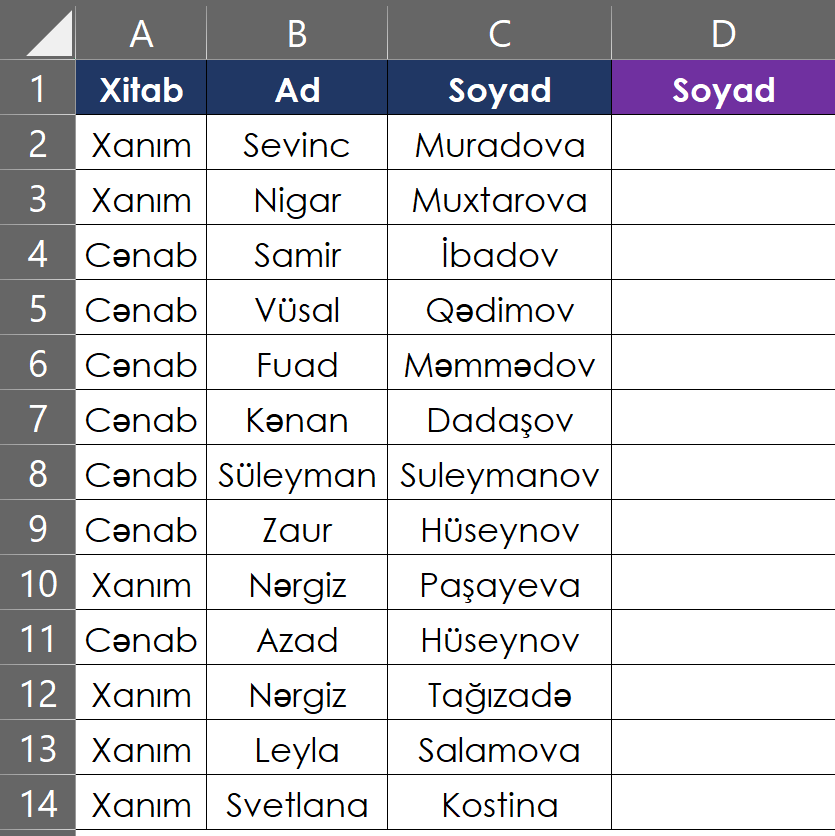 A B C D
1 Xitab Ad Soyad Soyad
2 Xanım Sevinc Muradova
3 Xanım Nigar Muxtarova
4 Cənab Samir İbadov
5 Cənab Vüsal Qədimov
6 Cənab Fuad Məmmədov
7 Cənab Kənan Dadaşov
8 Cənab Süleyman Suleymanov
9 Cənab Zaur Hüseynov
10 Xanım Nərgiz Paşayeva
11 Cənab Azad Hüseynov
12 Xanım Nərgiz Tağızadə
13 Xanım Leyla Salamova
14 Xanım Svetlana Kostina